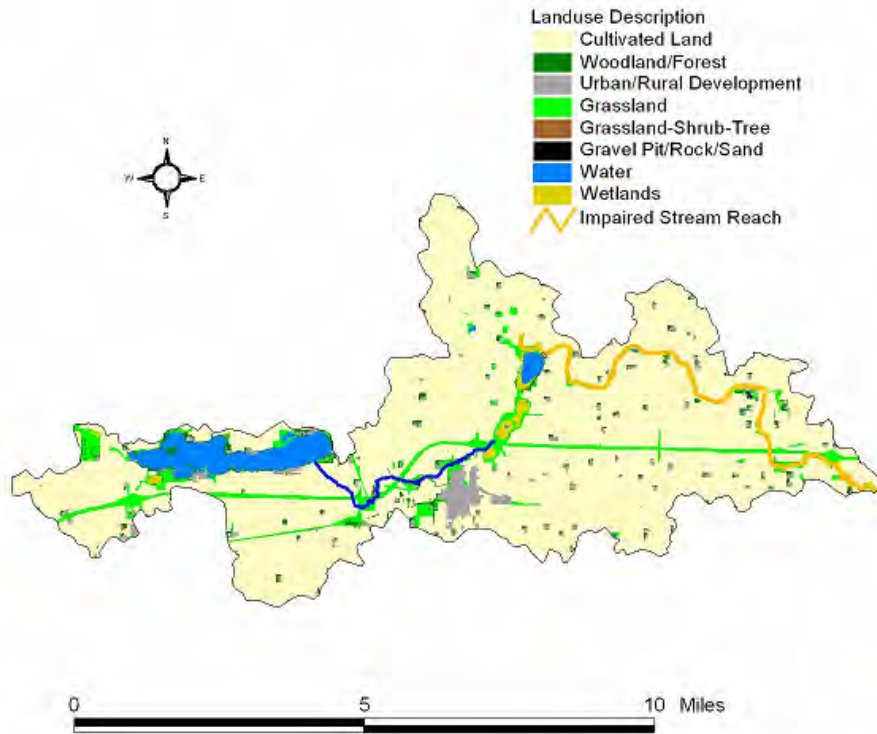 Landuse Description
Cultivated Land
Woodland/Forest
Urban/Rural Development
Grassland
Grassland-Shrub-Tree
Gravel Pit/Rock/Sand
Water
Wetlands
Impaired Stream Reach
N
W E
S
0 5 10 Miles